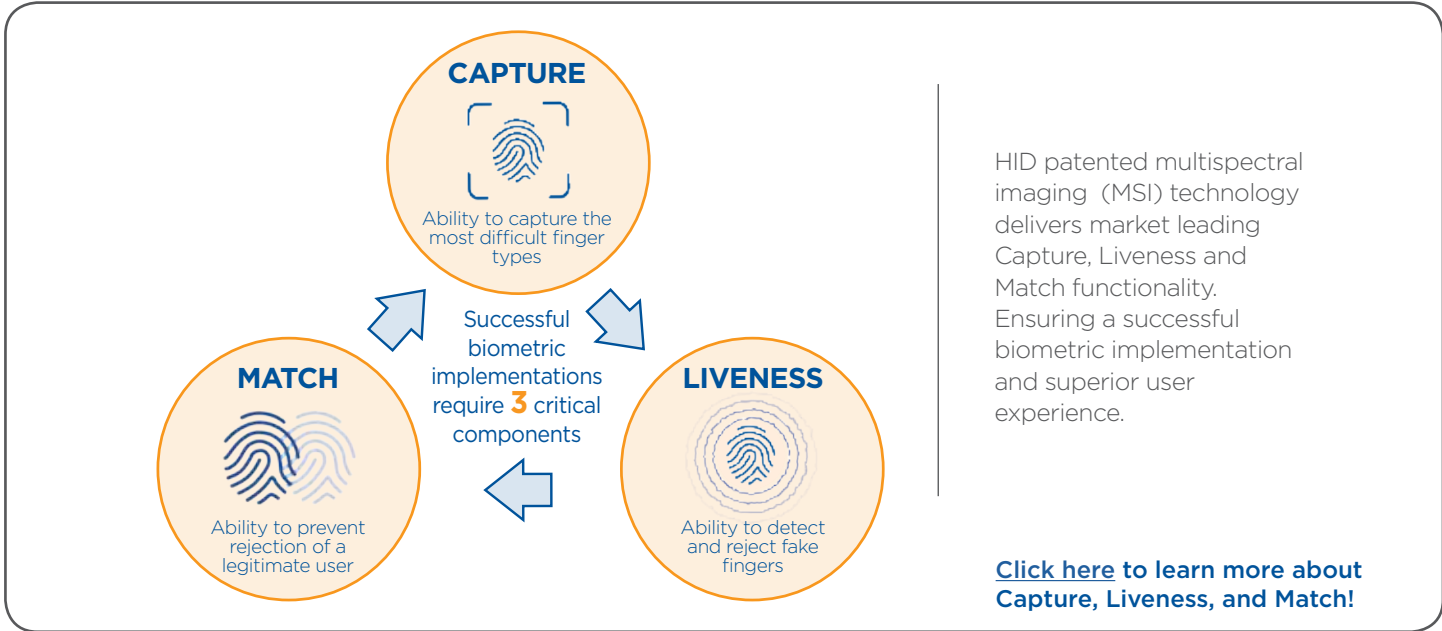 CAPTURE
Ability to capture the
most difficult finger
types
Successful
biometric
implementations
require 3 critical
components
MATCH
Ability to prevent
rejection of a
legitimate user
LIVENESS
Ability to detect
and reject fake
fingers
HID patented multispectral
imaging (MSI) technology
delivers market leading
Capture, Liveness and
Match functionality.
Ensuring a successful
biometric implementation
and superior user
experience.
Click here to learn more about
Capture, Liveness, and Match!